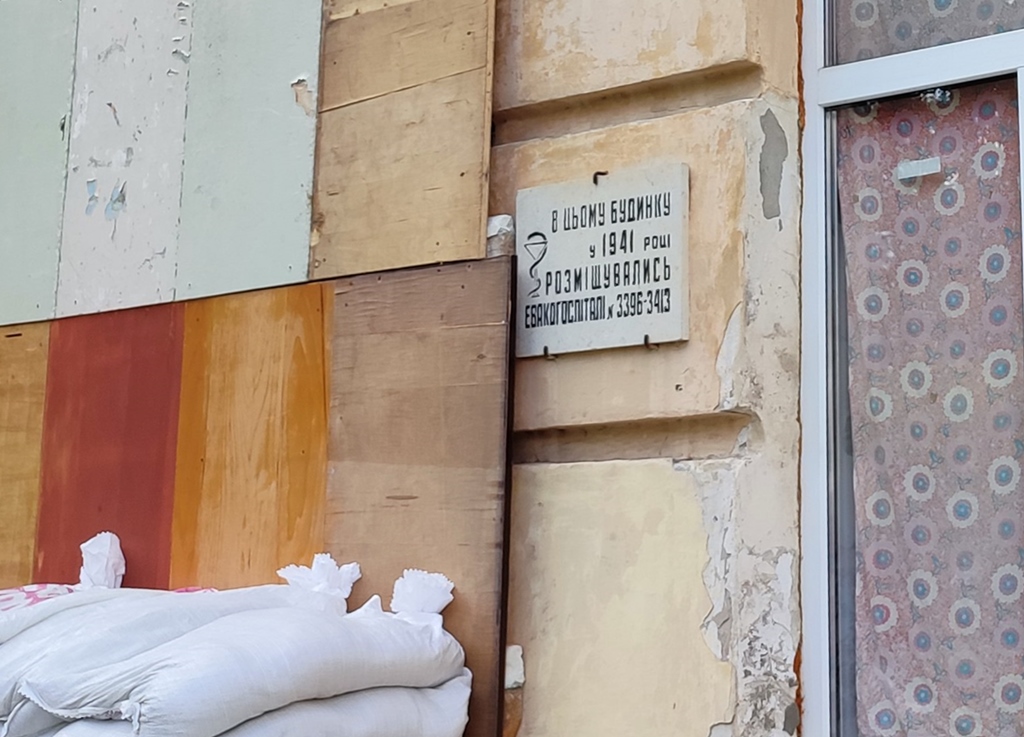 В ЦЬОМУ БУДИНКУ
У 1941 РОЦІ
РОЗМІЩУВАЛИСЬ
ЕВАКОГОСПІТАЛІ № 3396-3413